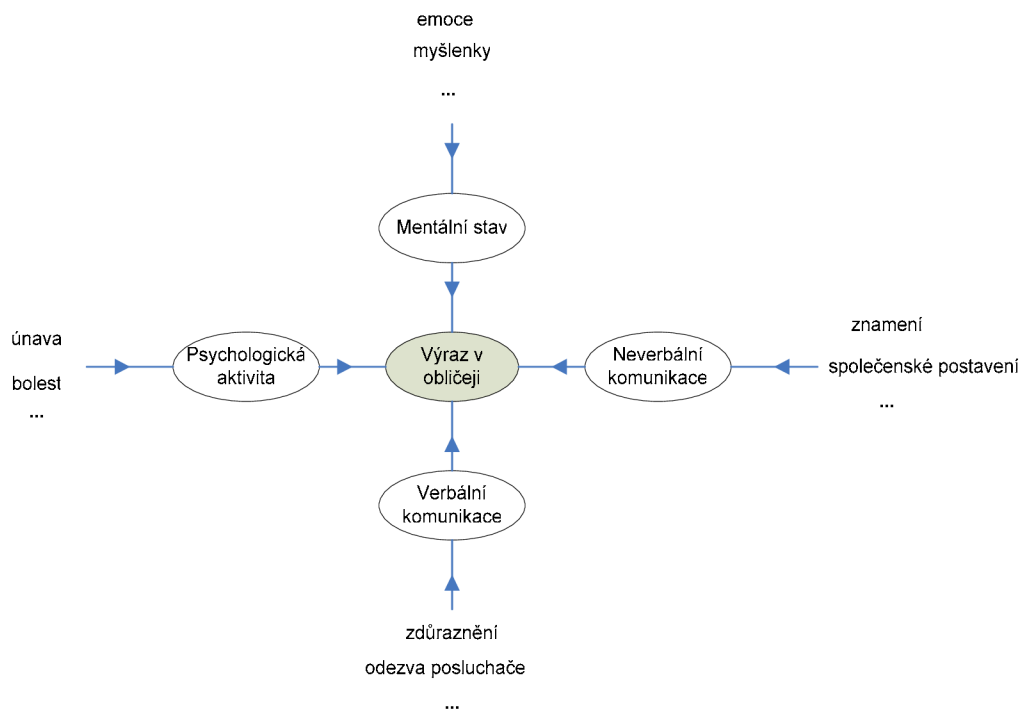 emoce
myšlenky
...
Mentální stav
únava
bolest
...
Psychologická
aktivita
Výraz v
obličeji
Neverbální
komunikace
znamení
společenské postavení
...
Verbální
komunikace
zdůraznění
odezva posluchače
...